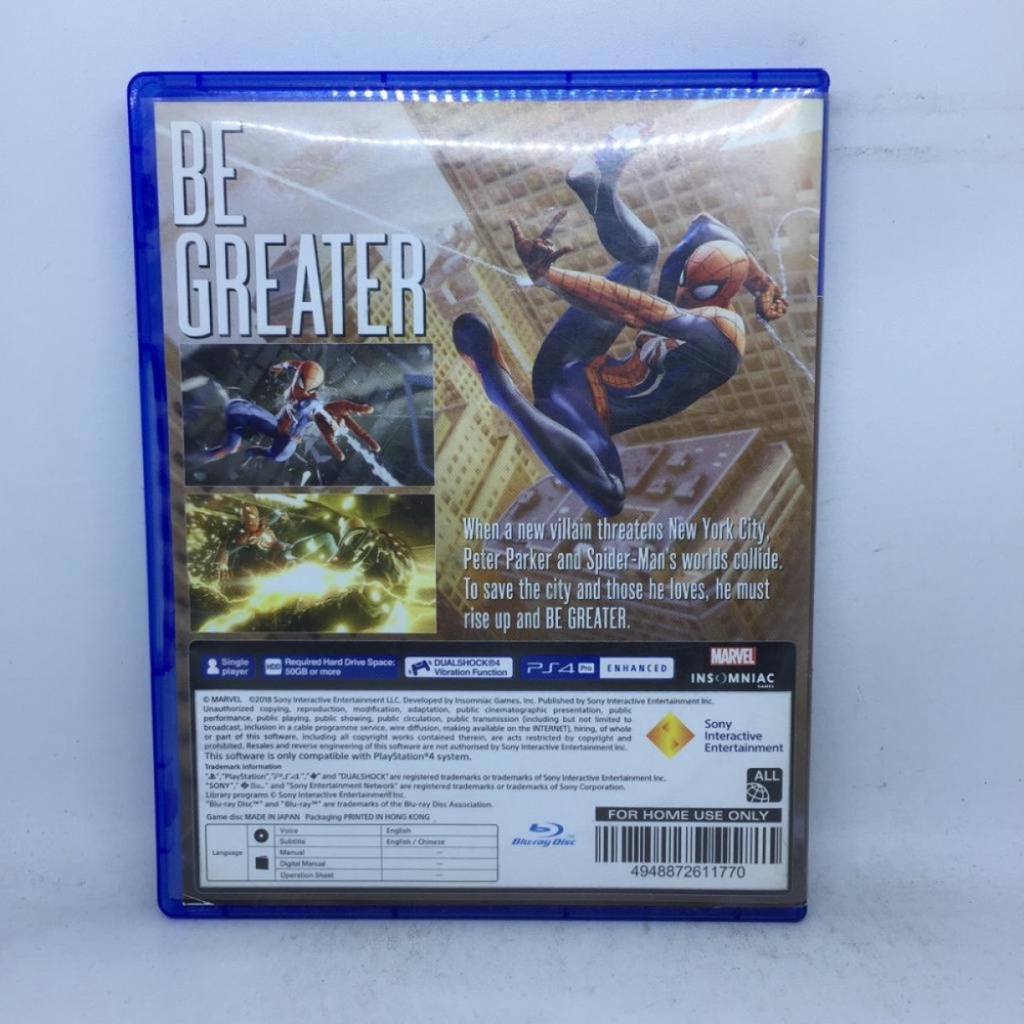 BE
GREATER
When a new villain threatens New York City,
Peter Parker and Spider-Man's worlds collide.
To save the city and those he loves, he must
rise up and BE GREATER.
Single player
HDD Required Hard Drive Space: 50GB or more
DUALSHOCK®4 Vibration Function
PS4 Pro ENHANCED
MARVEL
INSOMNIAC
GAMES
© MARVEL ©2018 Sony Interactive Entertainment LLC. Developed by Insomniac Games, Inc. Published by Sony Interactive Entertainment Inc.
Unauthorized copying, reproduction, modification, adaptation, public cinematographic presentation, public
performance, public playing, public showing, public circulation, public transmission (including but not limited to
broadcast, inclusion in a cable programme service, wire diffusion, making available on the INTERNET), hiring, of whole
or part of this software, including all copyright works contained therein, are acts restricted by copyright and
prohibited. Resales and reverse engineering of this software are not authorised by Sony Interactive Entertainment Inc.
This software is only compatible with PlayStation®4 system.
Sony
Interactive
Entertainment
Trademark information
"PlayStation", "PS4", and "DUALSHOCK" are registered trademarks or trademarks of Sony Interactive Entertainment Inc.
"SONY", and "Sony Entertainment Network" are registered trademarks or trademarks of Sony Corporation.
Library programs © Sony Interactive Entertainment Inc.
"Blu-ray Disc™" and "Blu-ray™" are trademarks of the Blu-ray Disc Association.
ALL
Game disc MADE IN JAPAN Packaging PRINTED IN HONG KONG
FOR HOME USE ONLY
Language
Voice English
Subtitle English / Chinese
Manual —
Digital Manual —
Operation Sheet —
Blu-ray Disc
4948872611770